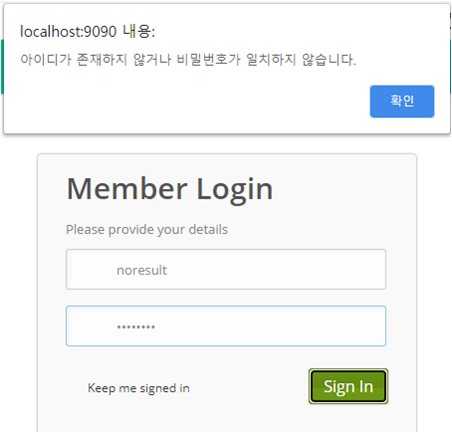 localhost:9090 내용:
아이디가 존재하지 않거나 비밀번호가 일치하지 않습니다.
확인
Member Login
Please provide your details
noresult
••••••••
Keep me signed in
Sign In